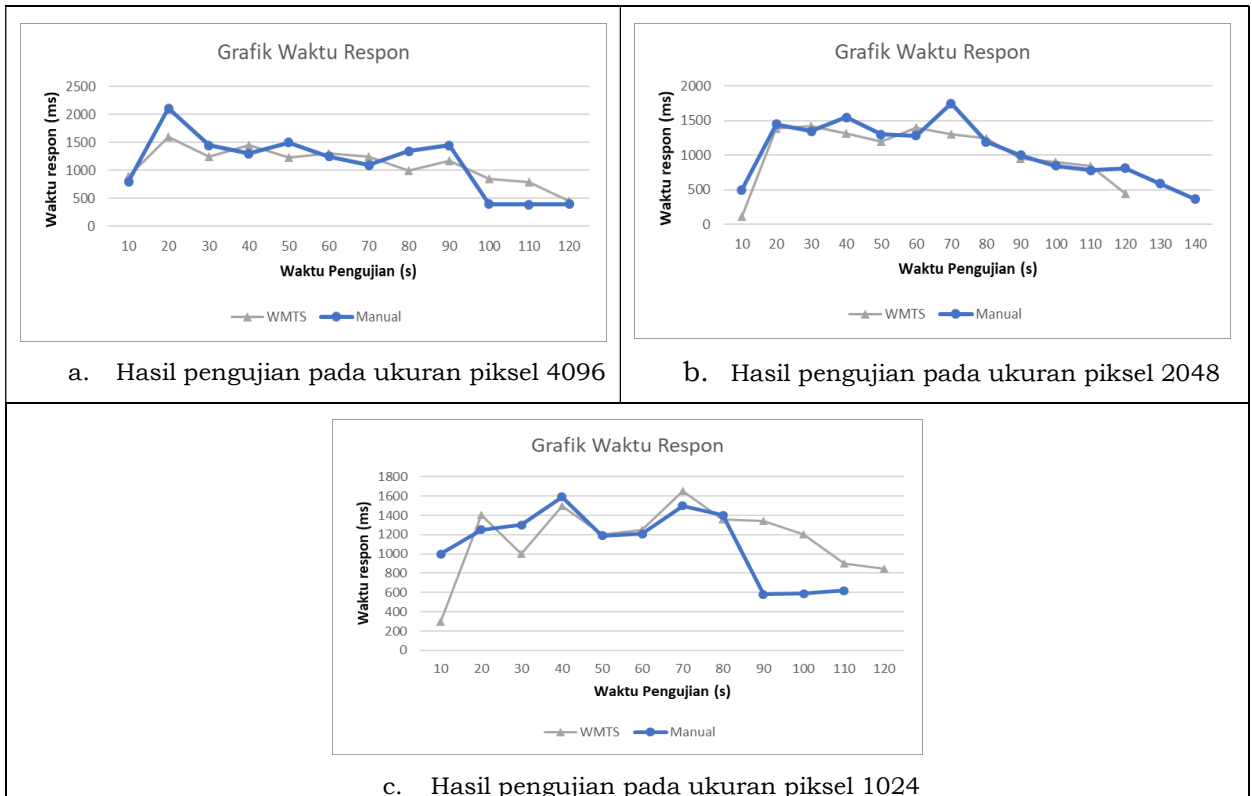 Grafik Waktu Respon
2500
2000
1500
1000
500
0
Waktu respon (ms)
10 20 30 40 50 60 70 80 90 100 110 120
Waktu Pengujian (s)
WMTS Manual
a. Hasil pengujian pada ukuran piksel 4096
Grafik Waktu Respon
2000
1500
1000
500
0
Waktu respon (ms)
10 20 30 40 50 60 70 80 90 100 110 120 130 140
Waktu Pengujian (s)
WMTS Manual
b. Hasil pengujian pada ukuran piksel 2048
Grafik Waktu Respon
1800
1600
1400
1200
1000
800
600
400
200
0
Waktu respon (ms)
10 20 30 40 50 60 70 80 90 100 110 120
Waktu Pengujian (s)
WMTS Manual
c. Hasil pengujian pada ukuran piksel 1024